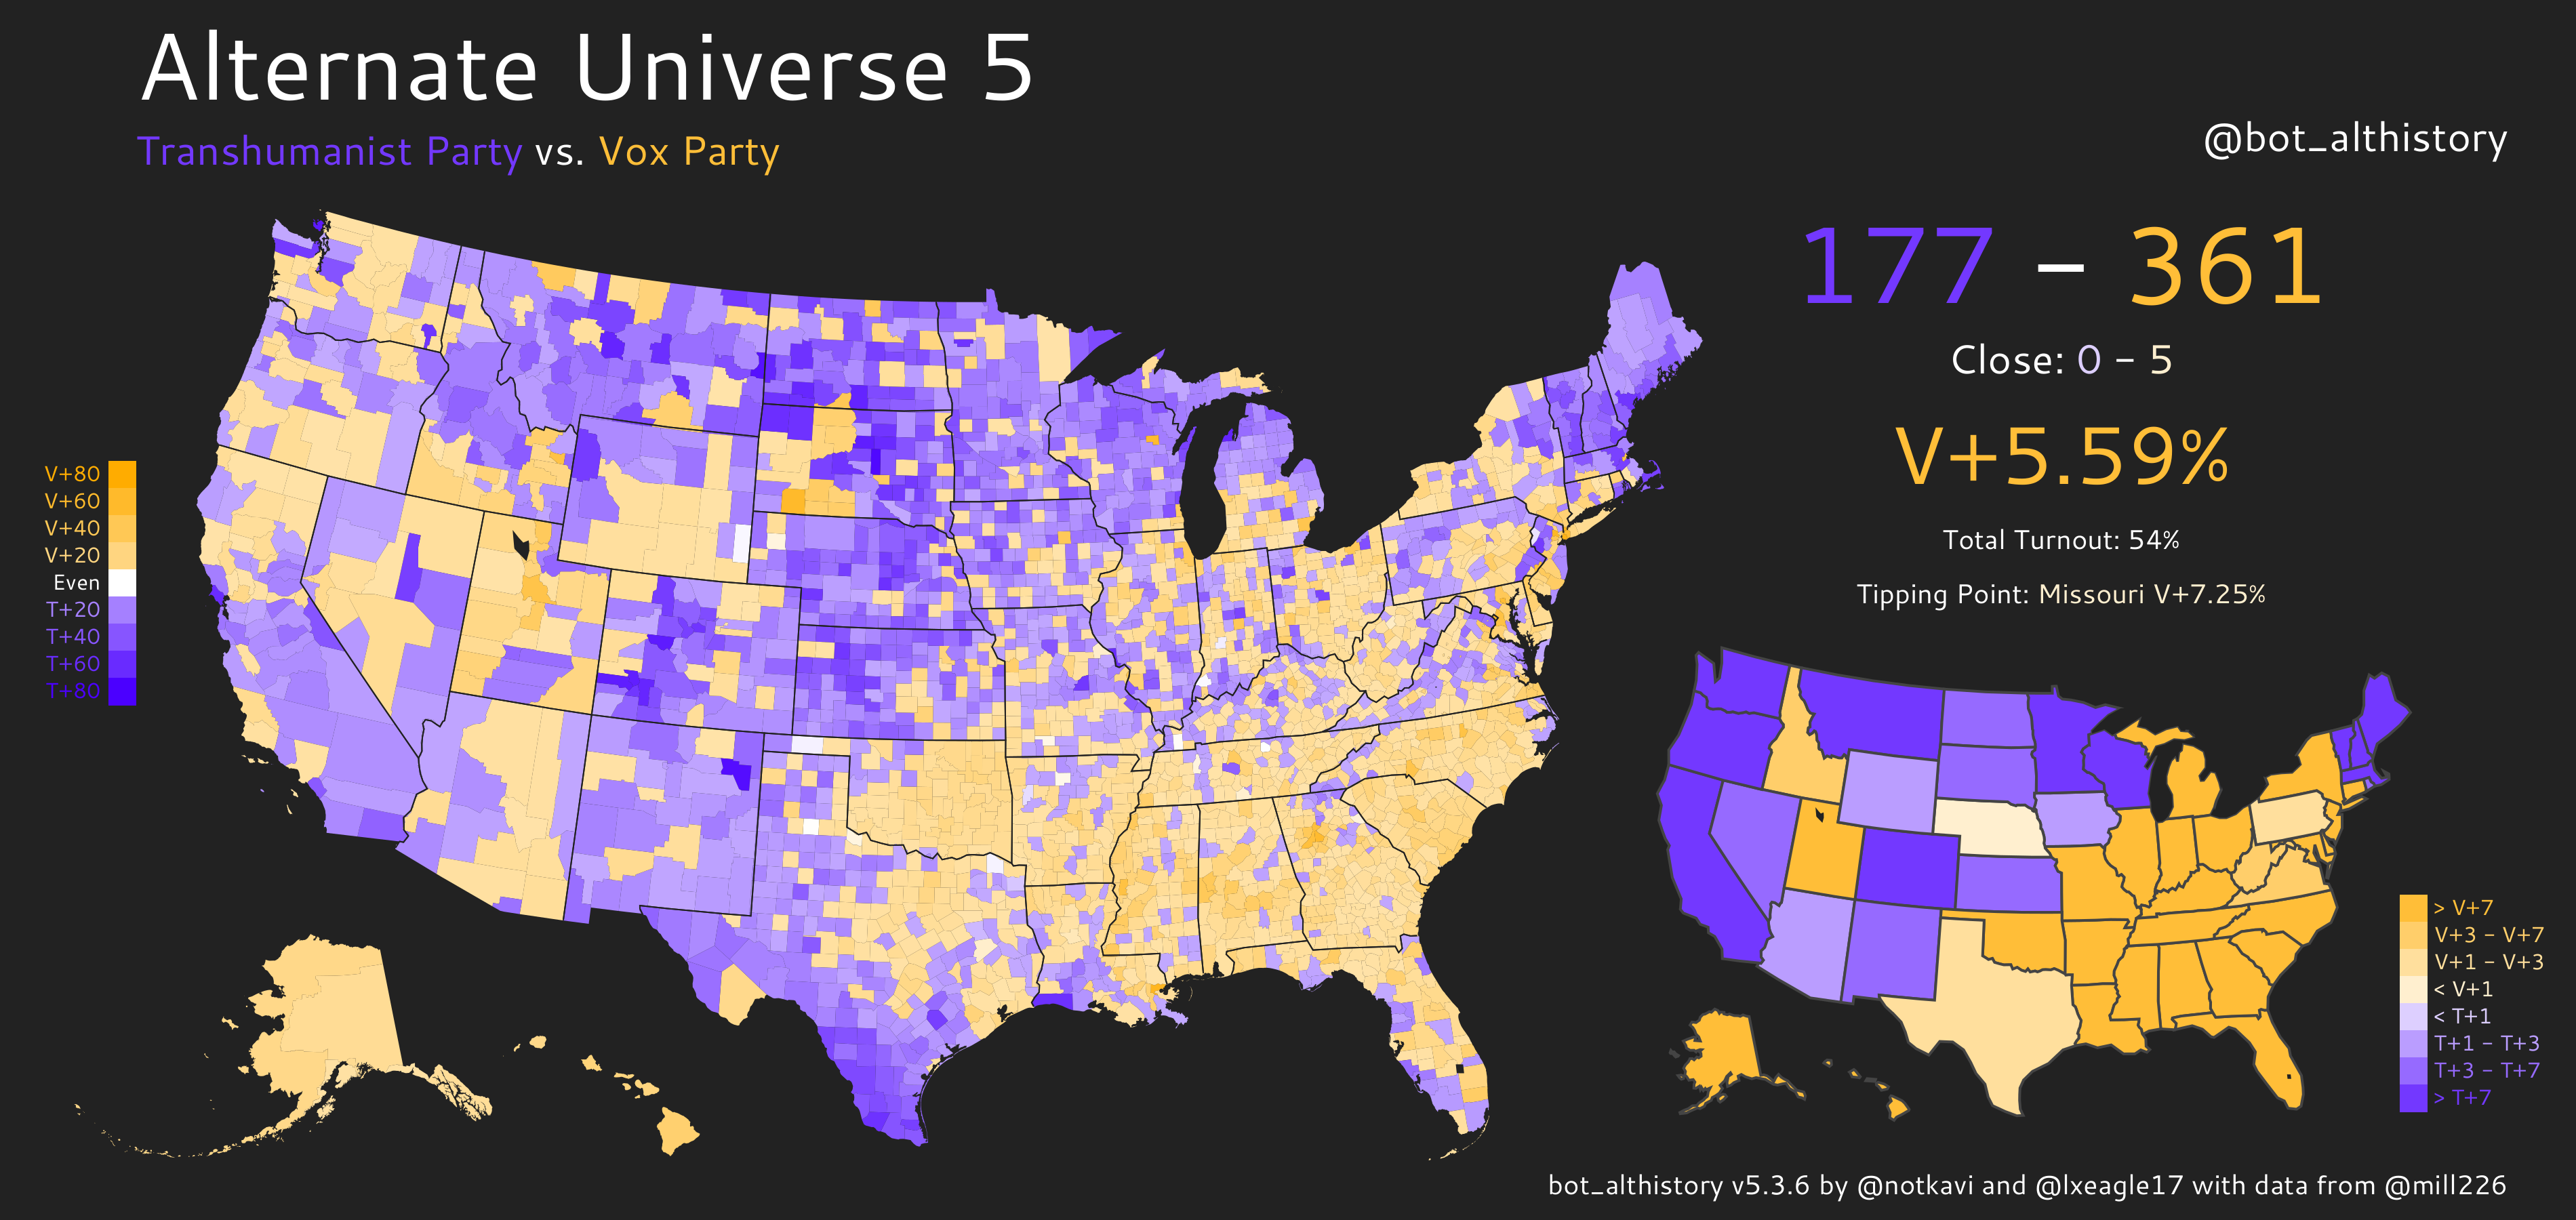 Alternate Universe 5
Transhumanist Party vs. Vox Party
@bot_althistory
177 – 361
Close: 0 – 5
V+5.59%
Total Turnout: 54%
Tipping Point: Missouri V+7.25%
V+80
V+60
V+40
V+20
Even
T+20
T+40
T+60
T+80
> V+7
V+3 – V+7
V+1 – V+3
< V+1
< T+1
T+1 – T+3
T+3 – T+7
> T+7
bot_althistory v5.3.6 by @notkavi and @lxeagle17 with data from @mill226